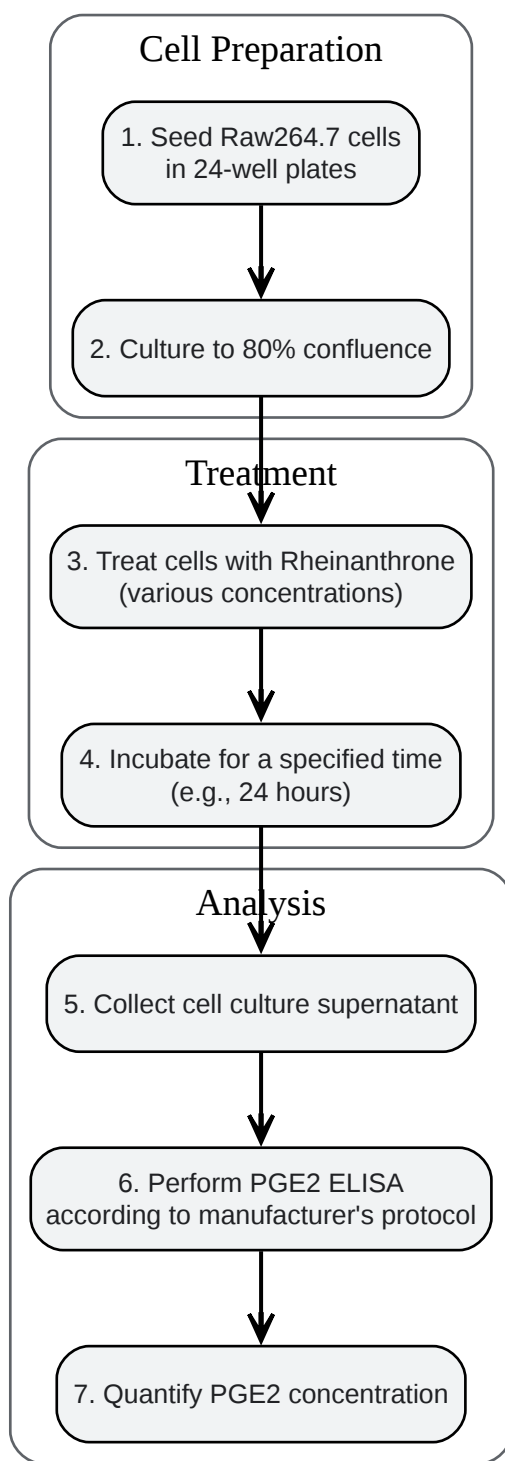 Cell Preparation
1. Seed Raw264.7 cells
in 24-well plates
2. Culture to 80% confluence
Treatment
3. Treat cells with Rheinanthrone
(various concentrations)
4. Incubate for a specified time
(e.g., 24 hours)
Analysis
5. Collect cell culture supernatant
6. Perform PGE2 ELISA
according to manufacturer's protocol
7. Quantify PGE2 concentration